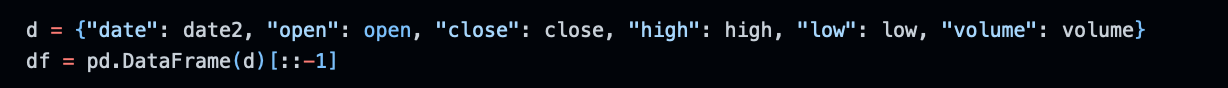 d = {"date": date2, "open": open, "close": close, "high": high, "low": low, "volume": volume}
df = pd.DataFrame(d)[::-1]